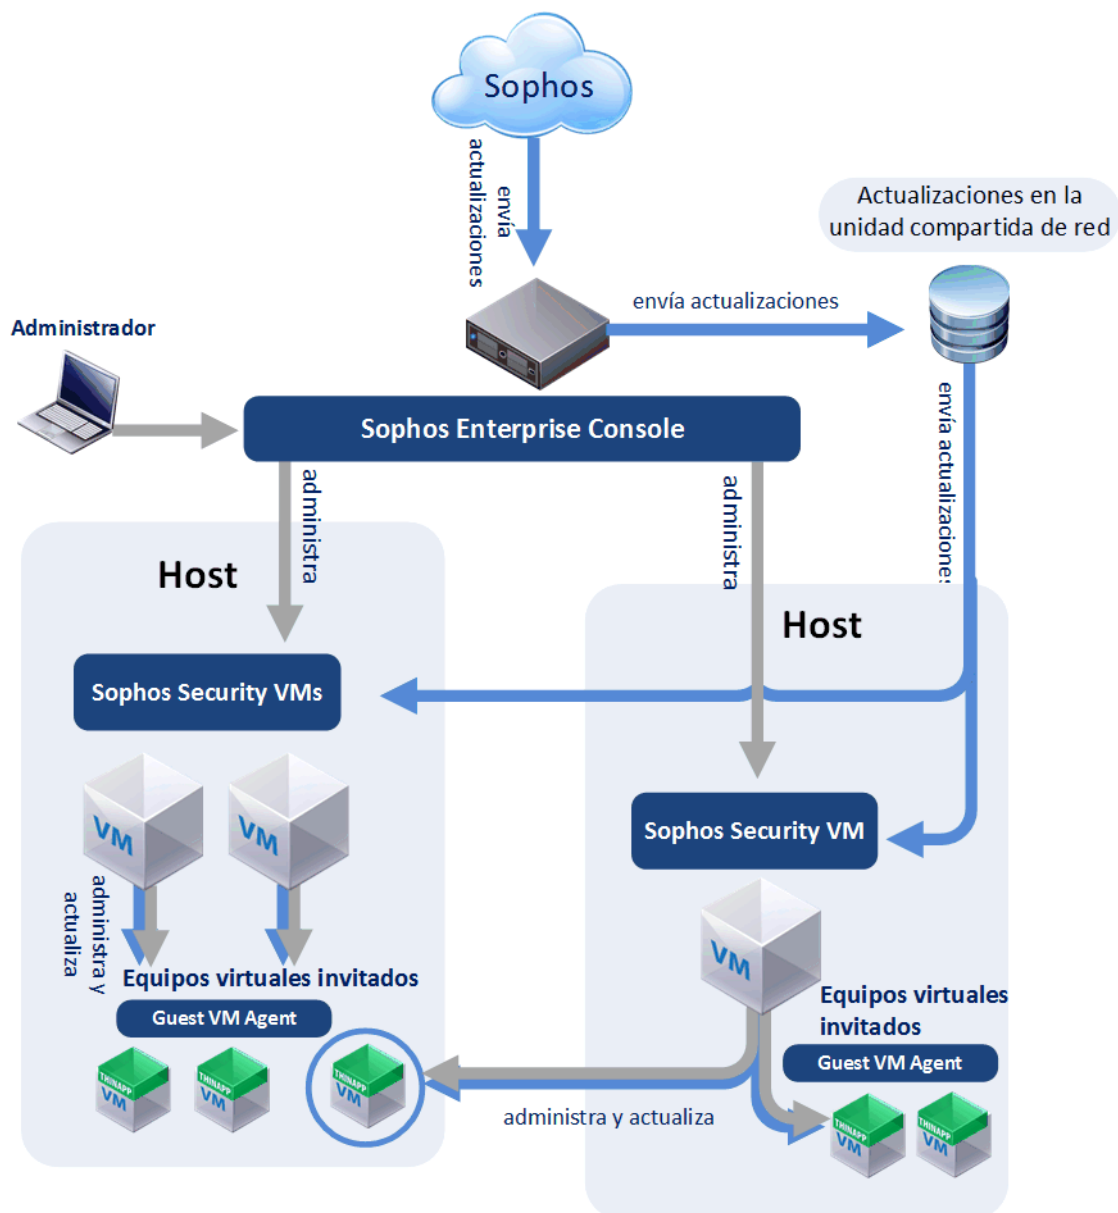 Sophos
envía
actualizaciones
Actualizaciones en la
unidad compartida de red
envía actualizaciones
Administrador
Sophos Enterprise Console
envía actualizaciones
administra
administra
Host
Host
Sophos Security VMs
VM
VM
Sophos Security VM
administra y
actualiza
VM
Equipos virtuales invitados
Guest VM Agent
Equipos virtuales
invitados
Guest VM Agent
THINAPP
VM
THINAPP
VM
THINAPP
VM
administra y actualiza
THINAPP
VM
THINAPP
VM